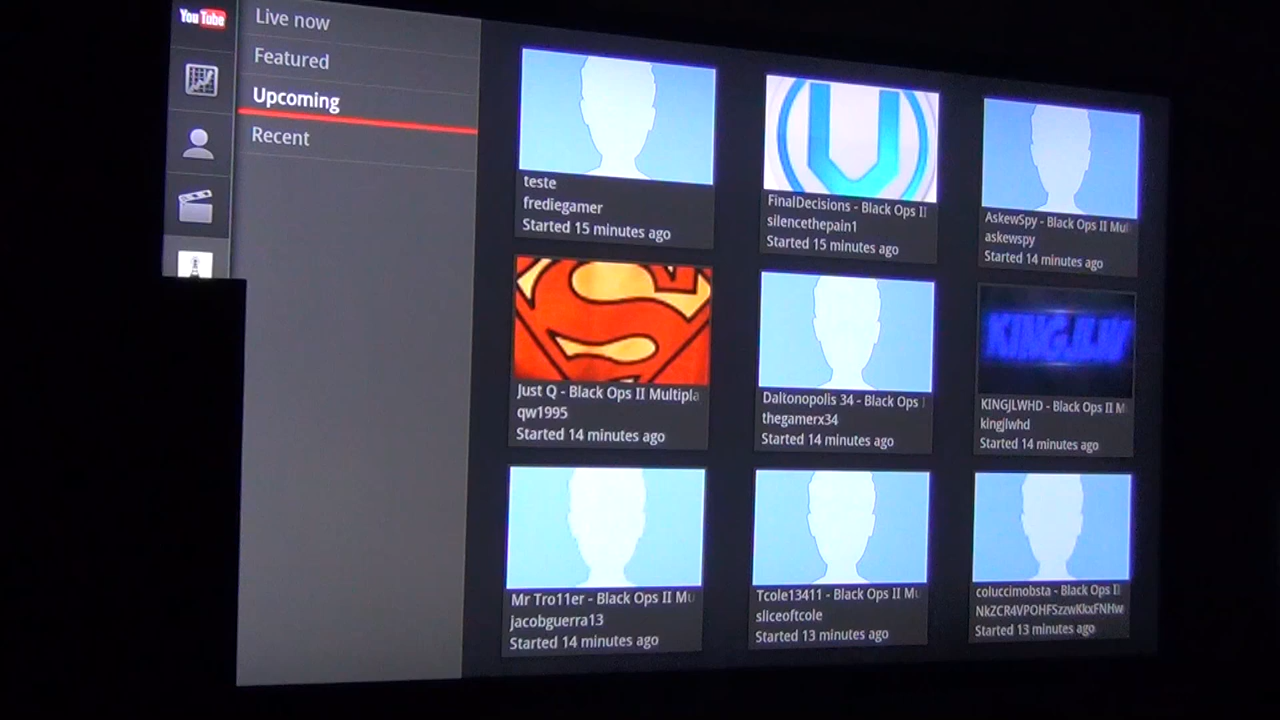 YouTube
Live now
Featured
Upcoming
Recent
teste
frediegamer
Started 15 minutes ago
FinalDecisions - Black Ops II
silencethepain1
Started 15 minutes ago
AskewSpy - Black Ops II Mul
askewspy
Started 14 minutes ago
Just Q - Black Ops II Multipla
qw1995
Started 14 minutes ago
Daltonopolis 34 - Black Ops
thegamerx34
Started 14 minutes ago
KINGJLW
KINGJLWHD - Black Ops II M
kingjlwhd
Started 14 minutes ago
Mr Tro11er - Black Ops II Mu
jacobguerra13
Started 14 minutes ago
Tcole13411 - Black Ops II Mu
sliceoftcole
Started 13 minutes ago
coluccimobsta - Black Ops II
NkZCR4VPOHFSzzwKkxFNHw
Started 13 minutes ago